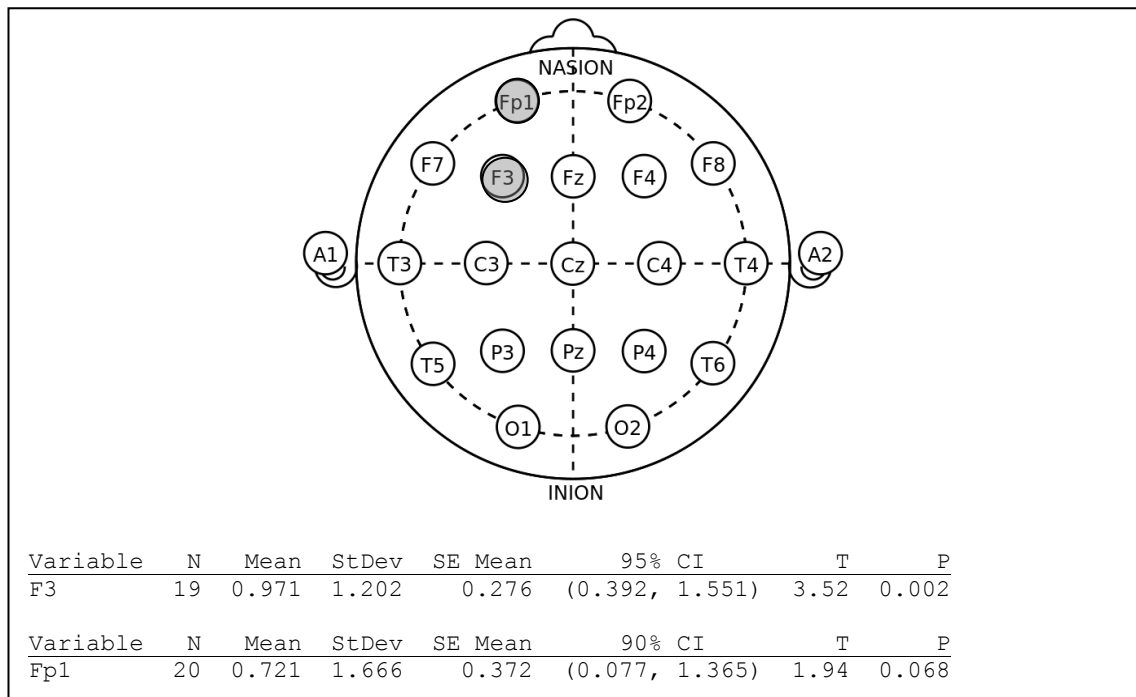 NASION
Fp1 Fp2
F7 F3 Fz F4 F8
A1 T3 C3 Cz C4 T4 A2
T5 P3 Pz P4 T6
O1 O2
INION
Variable N Mean StDev SE Mean 95% CI T P
F3 19 0.971 1.202 0.276 (0.392, 1.551) 3.52 0.002
Variable N Mean StDev SE Mean 90% CI T P
Fp1 20 0.721 1.666 0.372 (0.077, 1.365) 1.94 0.068